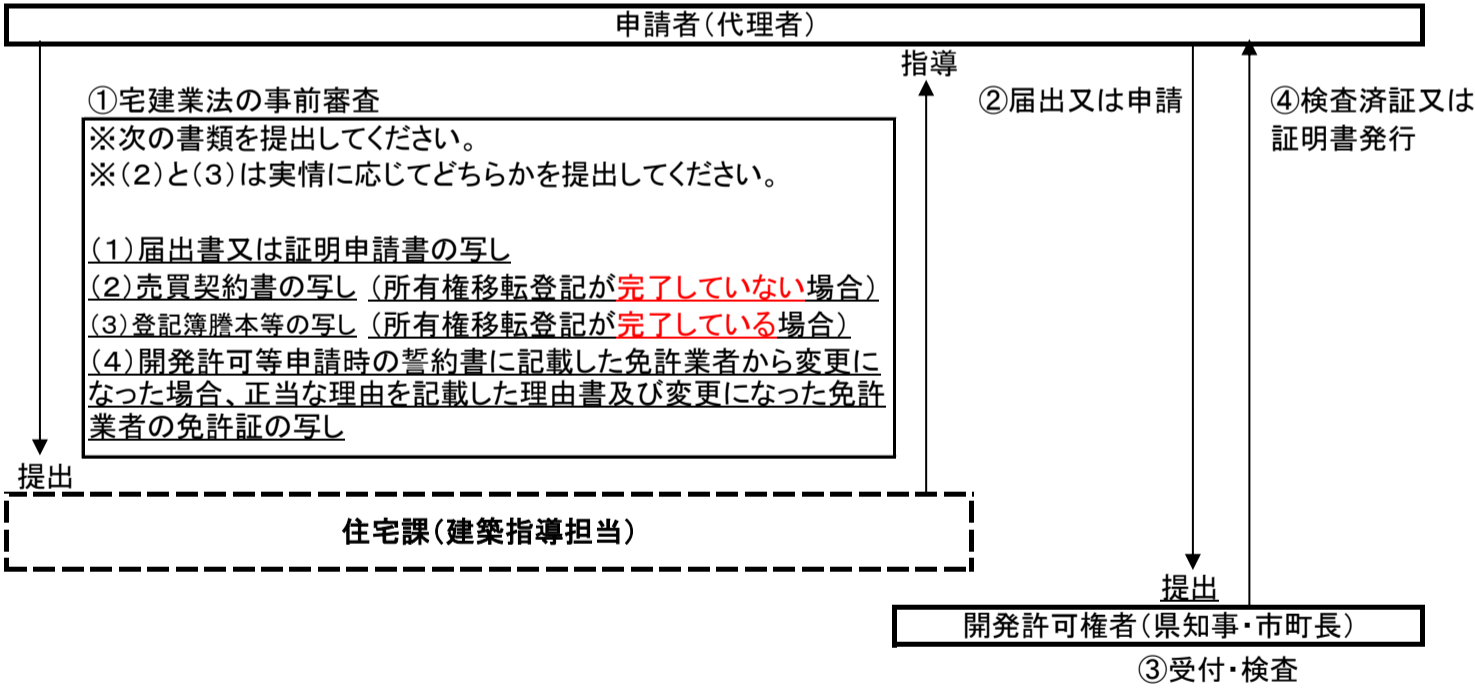 申請者(代理者)
指導
①宅建業法の事前審査
②届出又は申請
④検査済証又は
証明書発行
※次の書類を提出してください。
※(2)と(3)は実情に応じてどちらかを提出してください。
(1)届出書又は証明申請書の写し
(2)売買契約書の写し (所有権移転登記が完了していない場合)
(3)登記簿謄本等の写し (所有権移転登記が完了している場合)
(4)開発許可等申請時の誓約書に記載した免許業者から変更に
なった場合、正当な理由を記載した理由書及び変更になった免許
業者の免許証の写し
提出
住宅課(建築指導担当)
提出
開発許可権者(県知事・市町長)
③受付・検査